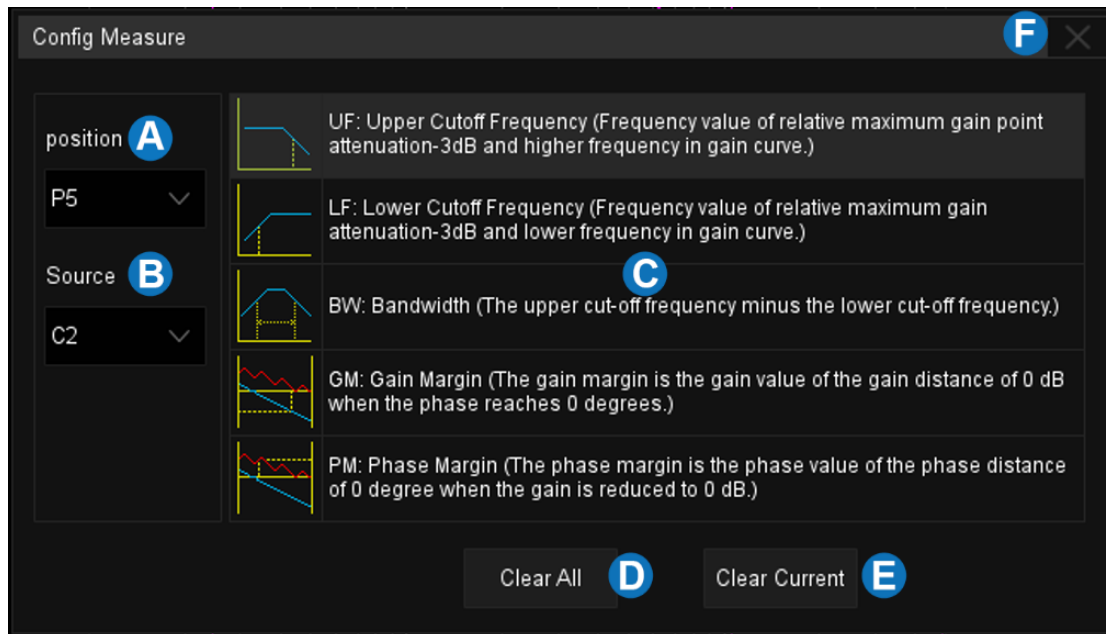 Config Measure
F
position A
P5
Source B
C2
UF: Upper Cutoff Frequency (Frequency value of relative maximum gain point
attenuation-3dB and higher frequency in gain curve.)
LF: Lower Cutoff Frequency (Frequency value of relative maximum gain
attenuation-3dB and lower frequency in gain curve.)
C
BW: Bandwidth (The upper cut-off frequency minus the lower cut-off frequency.)
GM: Gain Margin (The gain margin is the gain value of the gain distance of 0 dB
when the phase reaches 0 degrees.)
PM: Phase Margin (The phase margin is the phase value of the phase distance
of 0 degree when the gain is reduced to 0 dB.)
Clear All D
Clear Current E